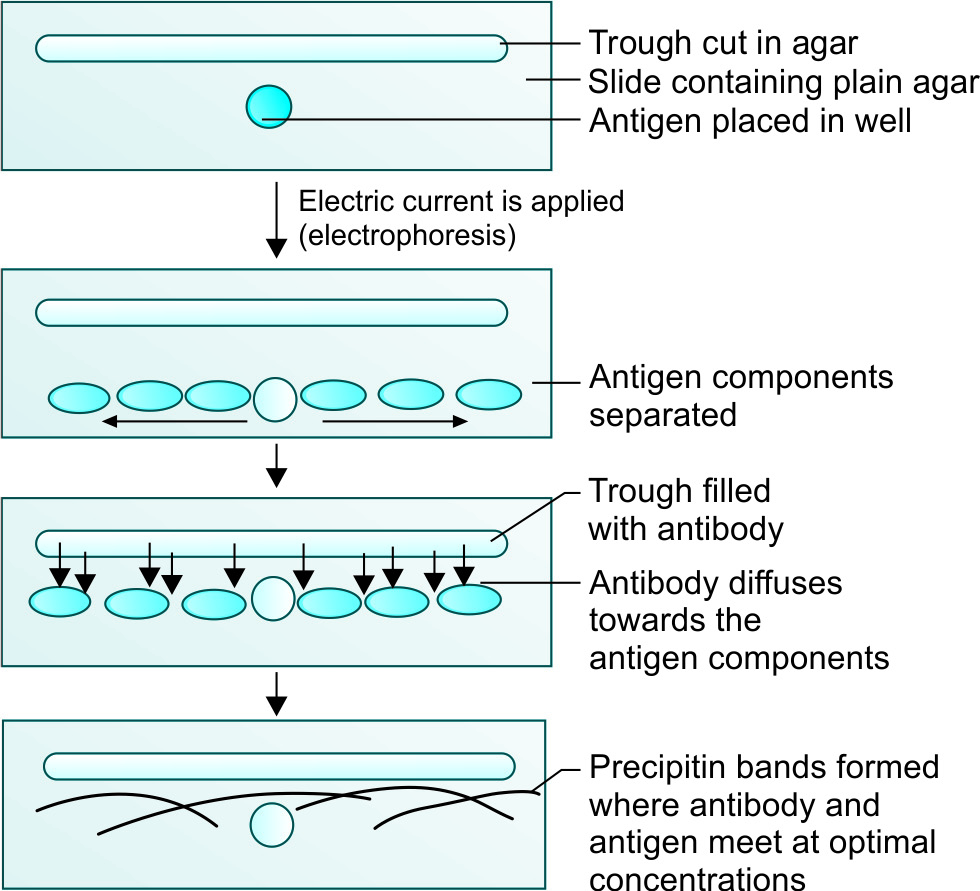 Trough cut in agar
Slide containing plain agar
Antigen placed in well
Electric current is applied
(electrophoresis)
Antigen components
separated
Trough filled
with antibody
Antibody diffuses
towards the
antigen components
Precipitin bands formed
where antibody and
antigen meet at optimal
concentrations